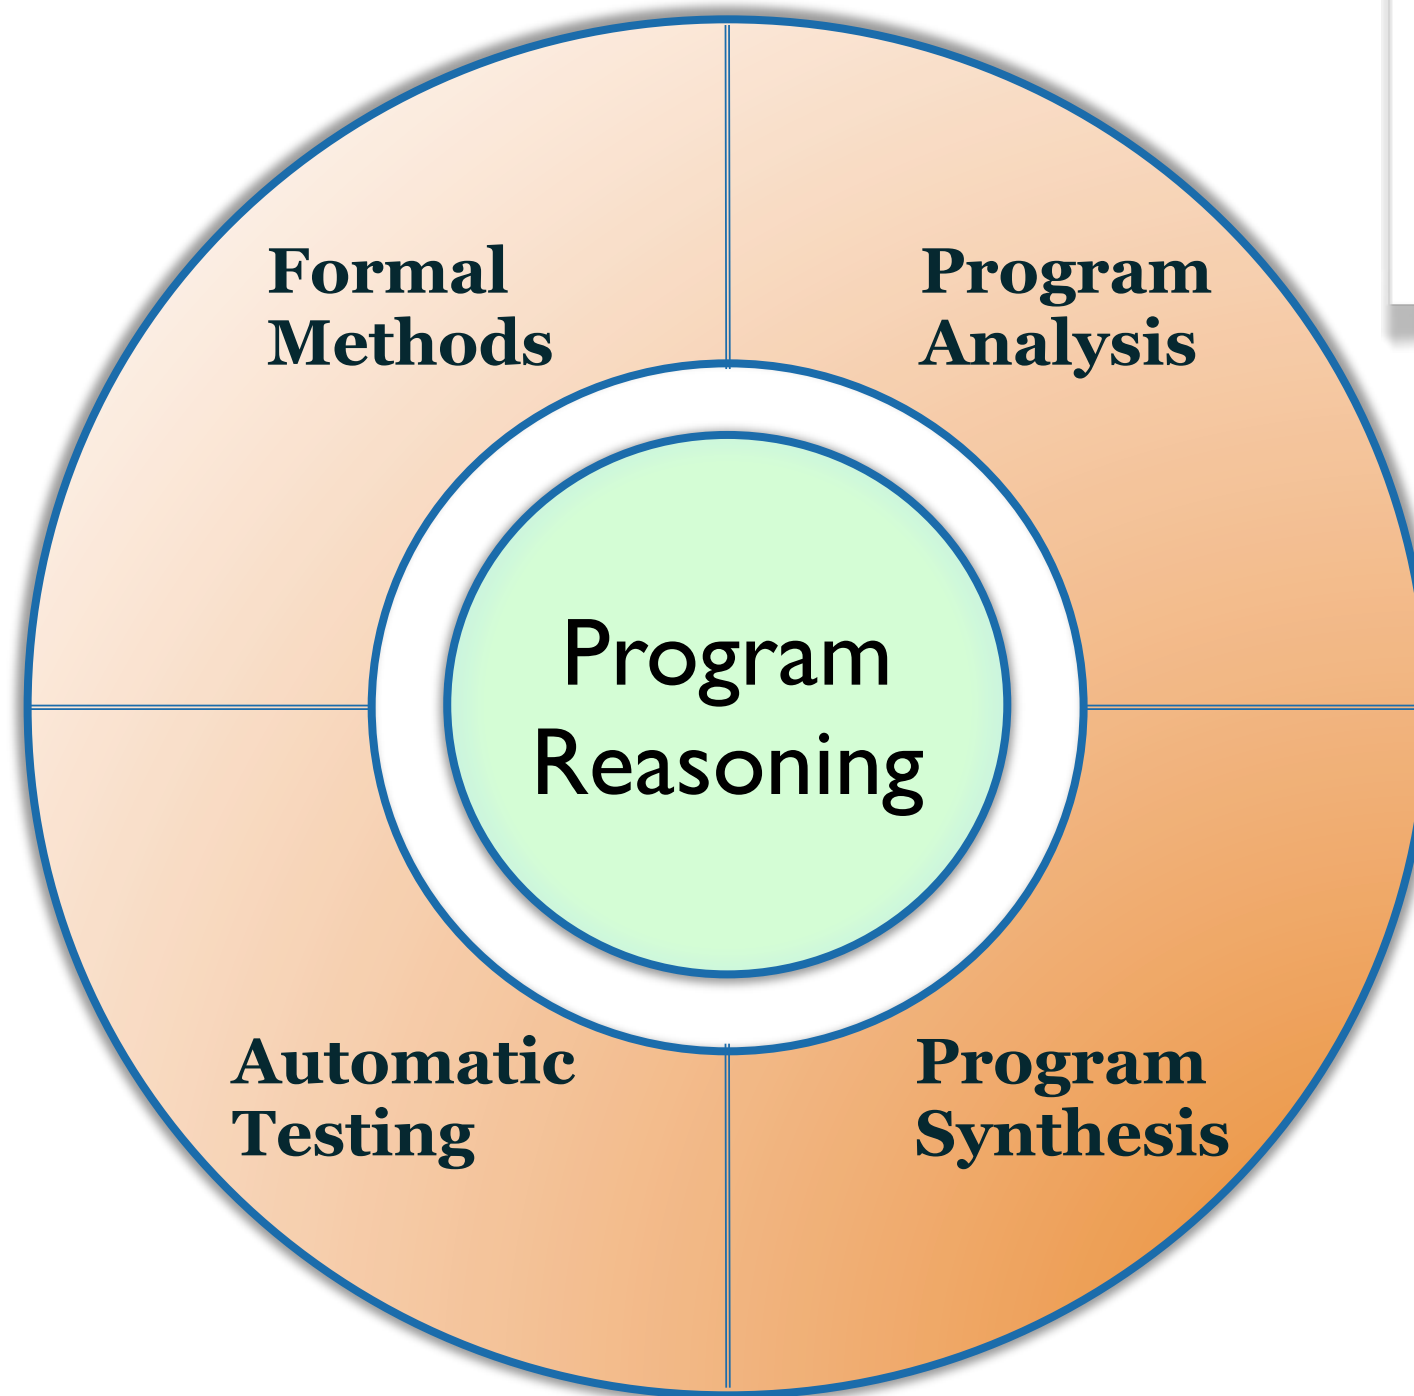 Formal
Methods
Program
Analysis
Program
Reasoning
Automatic
Testing
Program
Synthesis